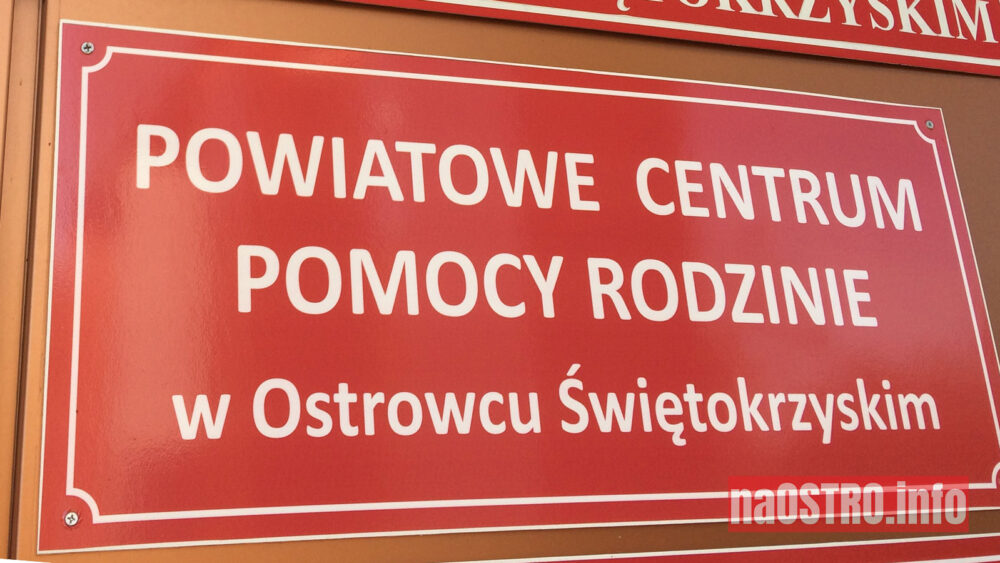 POWIATOWE CENTRUM
POMOCY RODZINIE
w Ostrowcu Świętokrzyskim
naOSTRO.info